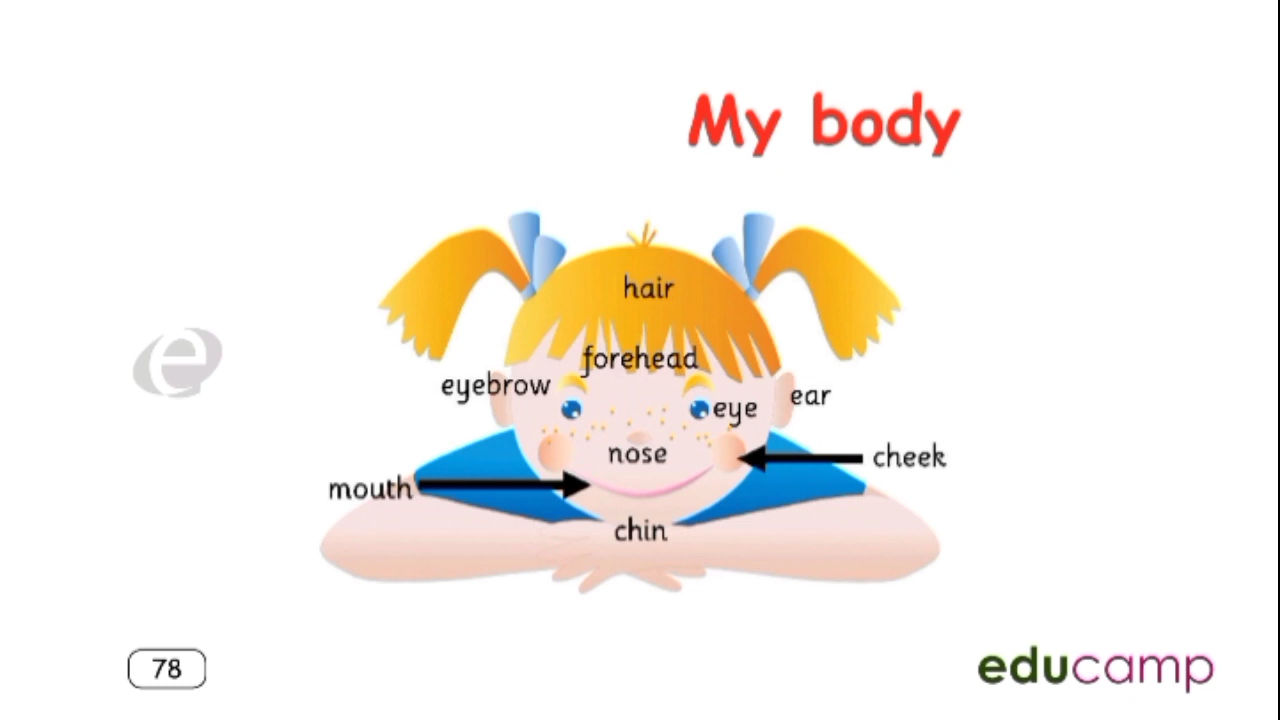 My body
hair
forehead
eyebrow
eye
ear
nose
cheek
mouth
chin
e
78
educamp